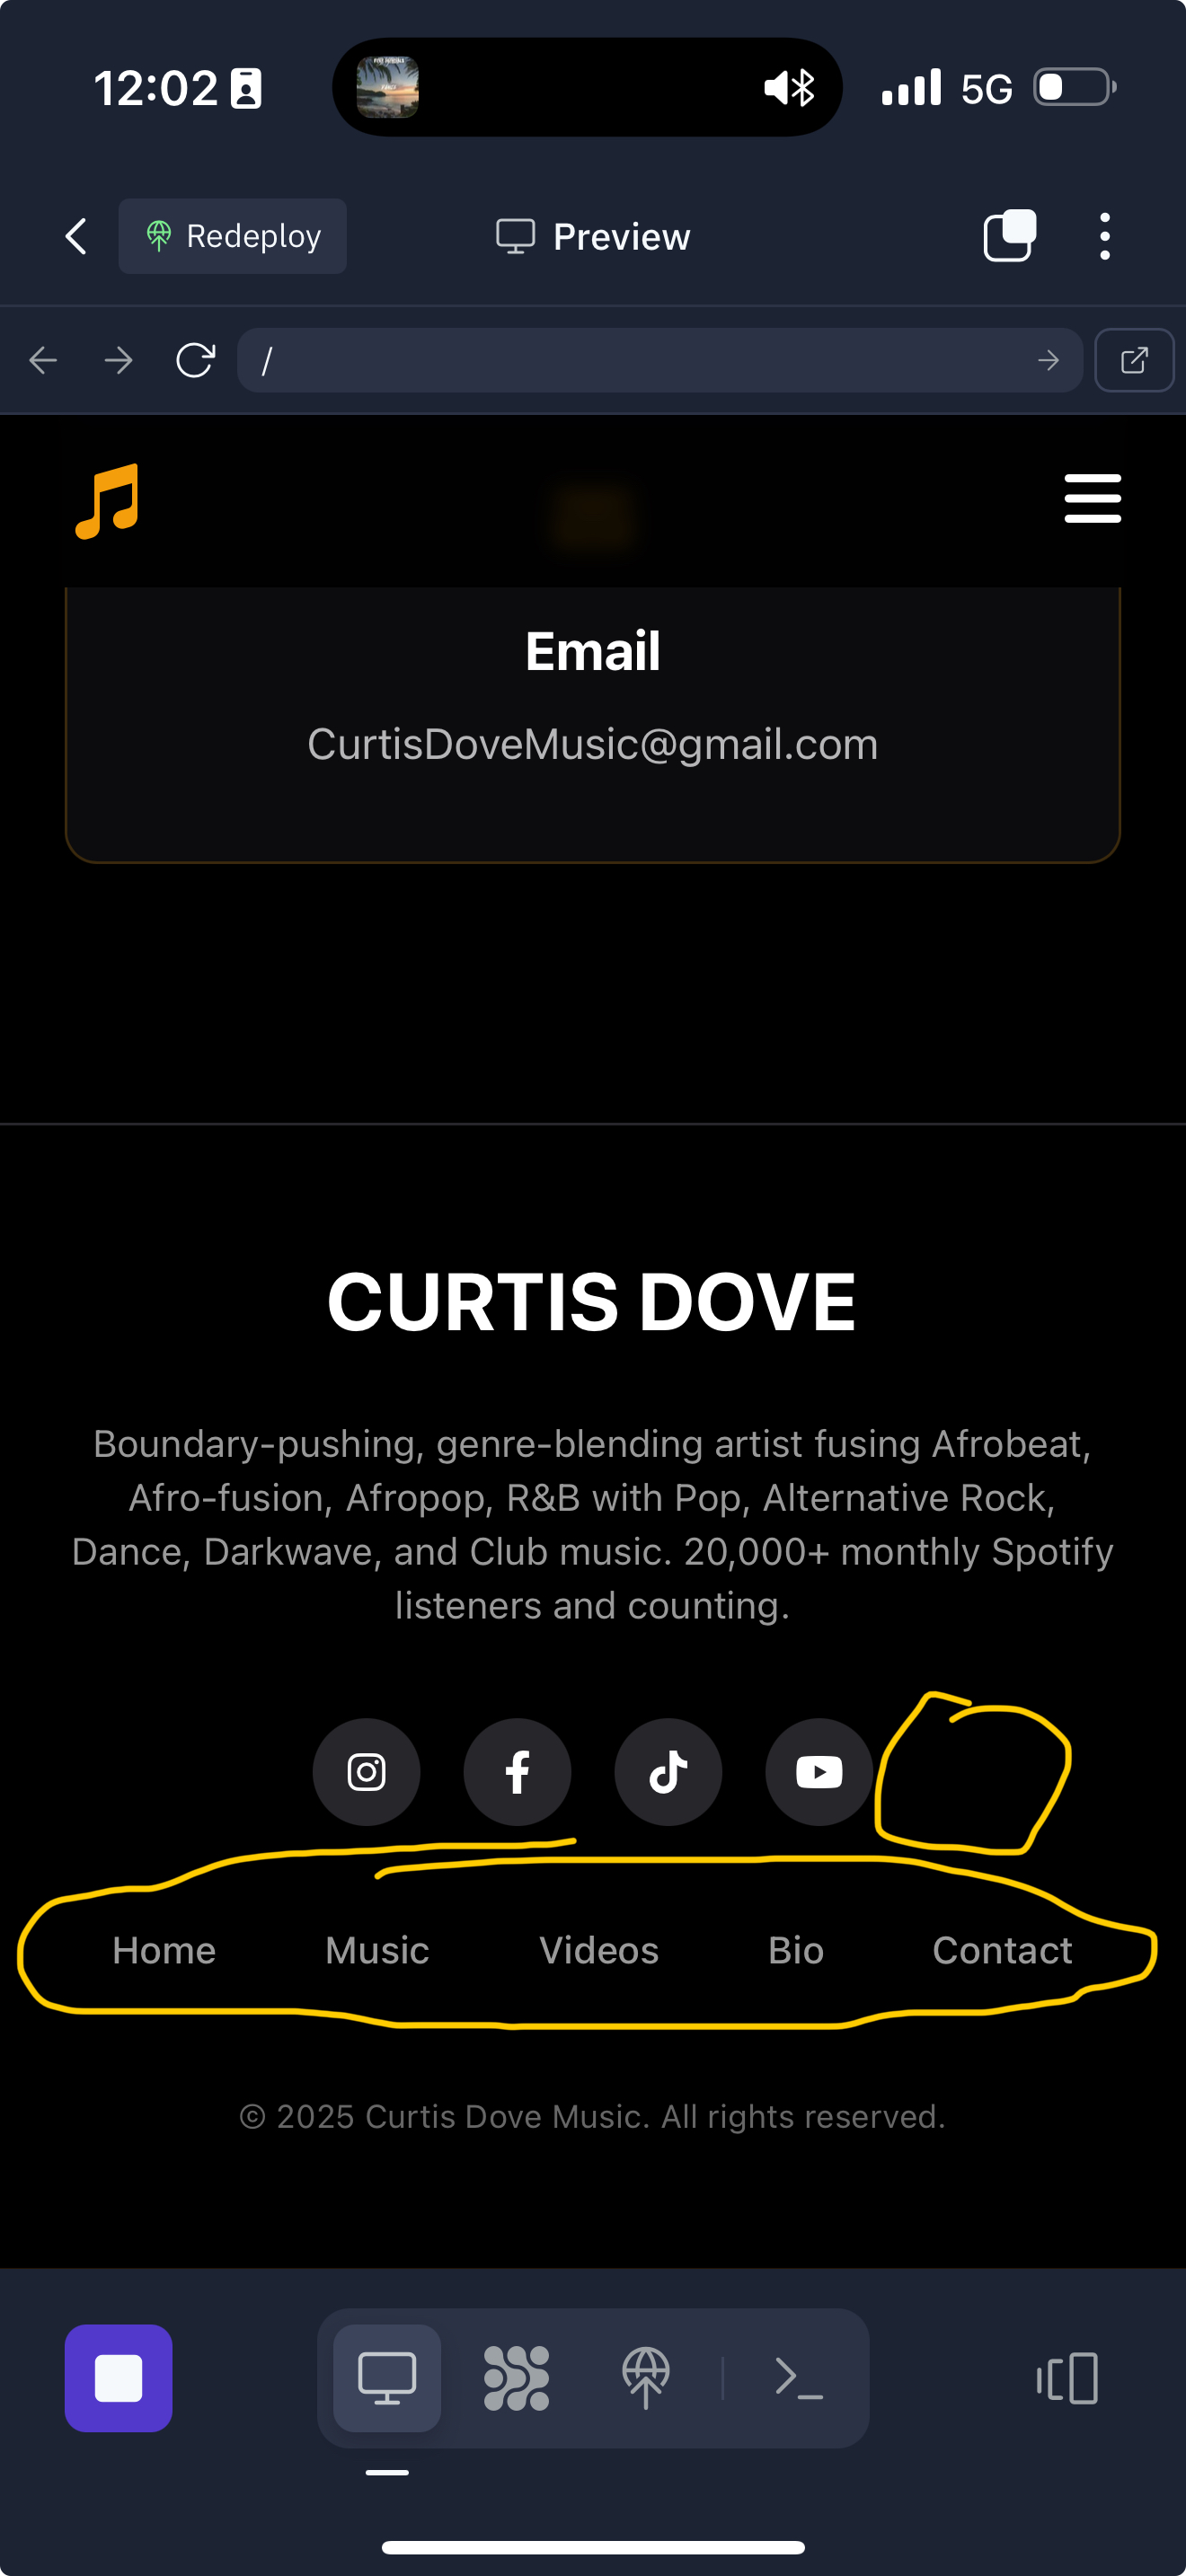 12:02
5G
Redeploy
Preview
/
Email
CurtisDoveMusic@gmail.com
CURTIS DOVE
Boundary-pushing, genre-blending artist fusing Afrobeat,
Afro-fusion, Afropop, R&B with Pop, Alternative Rock,
Dance, Darkwave, and Club music. 20,000+ monthly Spotify
listeners and counting.
Home Music Videos Bio Contact
© 2025 Curtis Dove Music. All rights reserved.